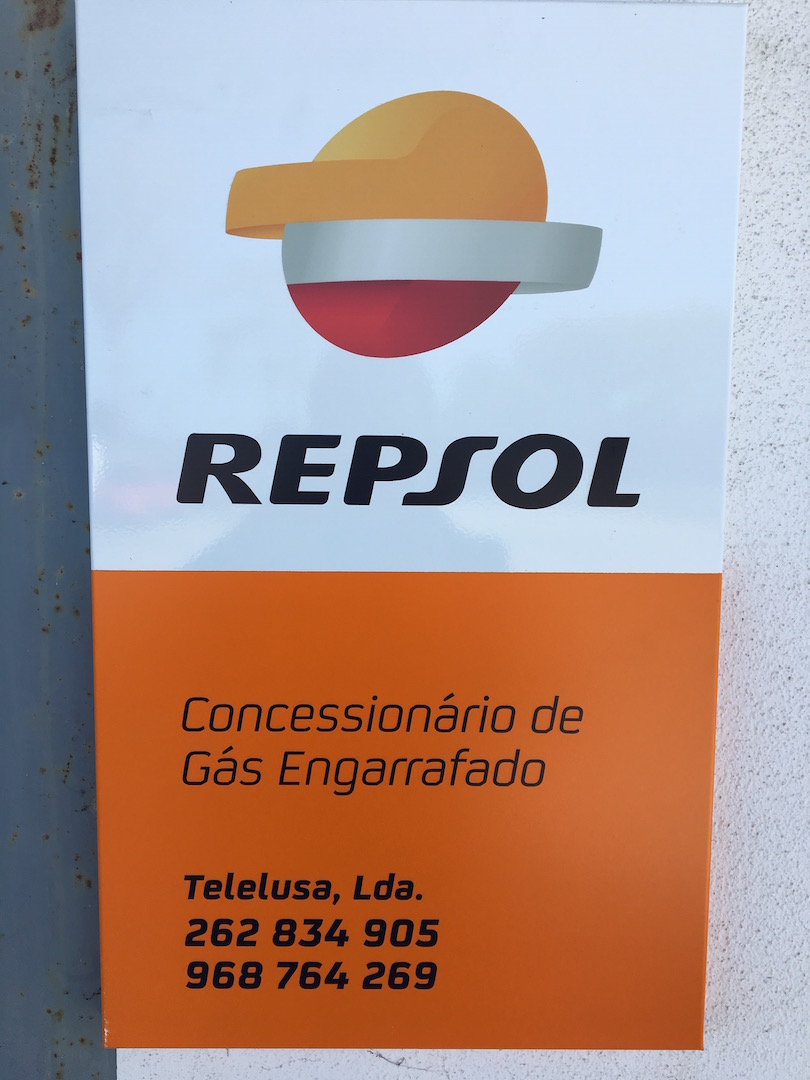 REPSOL
Concessionário de
Gás Engarrafado
Telelusa, Lda.
262 834 905
968 764 269